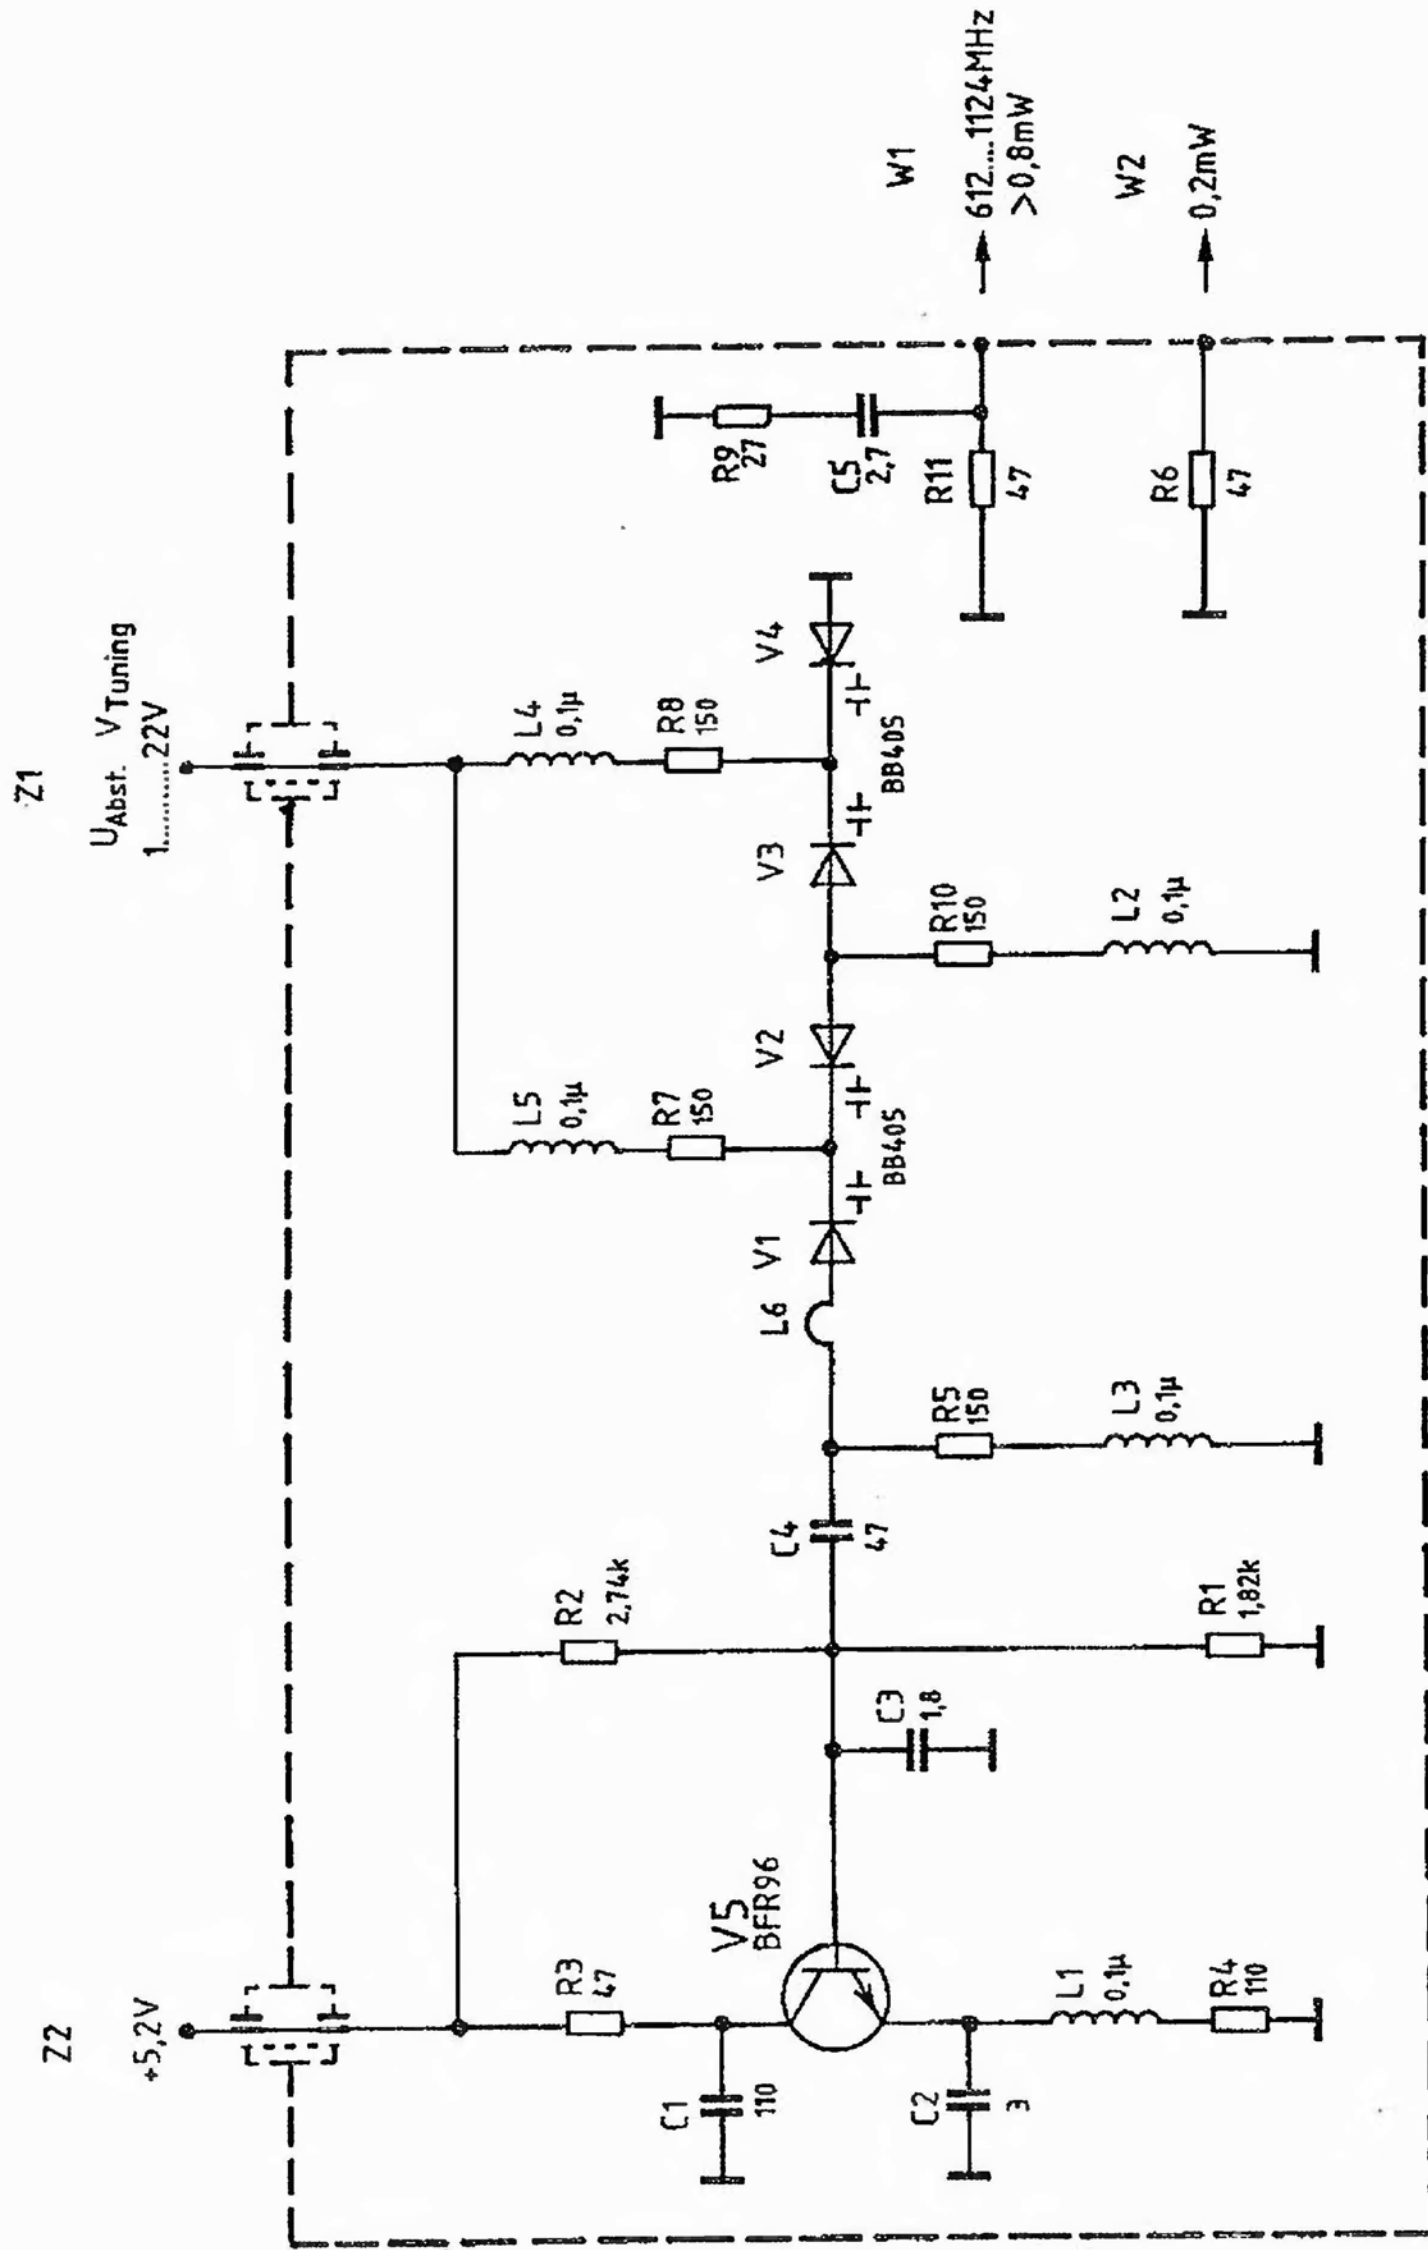 Z2
+5,2V
Z1
UAbst. VTuning
1.........22V
R3
47
C1
110
V5
BFR96
C2
3
L1
0,1µ
R4
110
R2
2,74k
C3
1,8
R1
1,82k
C4
47
R5
150
L3
0,1µ
L6
V1
L5
0,1µ
R7
150
BB405
V2
R10
150
L2
0,1µ
V3
L4
0,1µ
R8
150
BB405
V4
R9
27
C5
2,7
R11
47
R6
47
W1
612....1124MHz
>0,8mW
W2
0,2mW